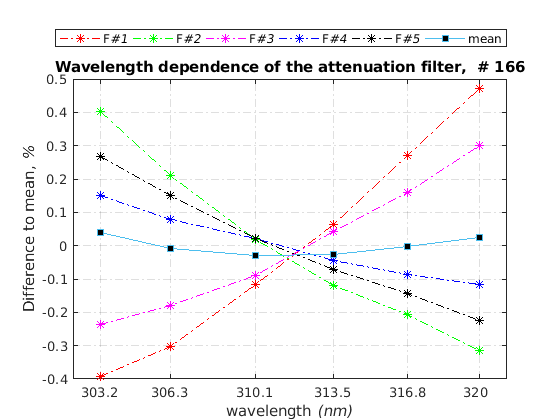 F#1 F#2 F#3 F#4 F#5 mean
Wavelength dependence of the attenuation filter, # 166
Difference to mean, %
0.5
0.4
0.3
0.2
0.1
0
-0.1
-0.2
-0.3
-0.4
303.2 306.3 310.1 313.5 316.8 320
wavelength (nm)